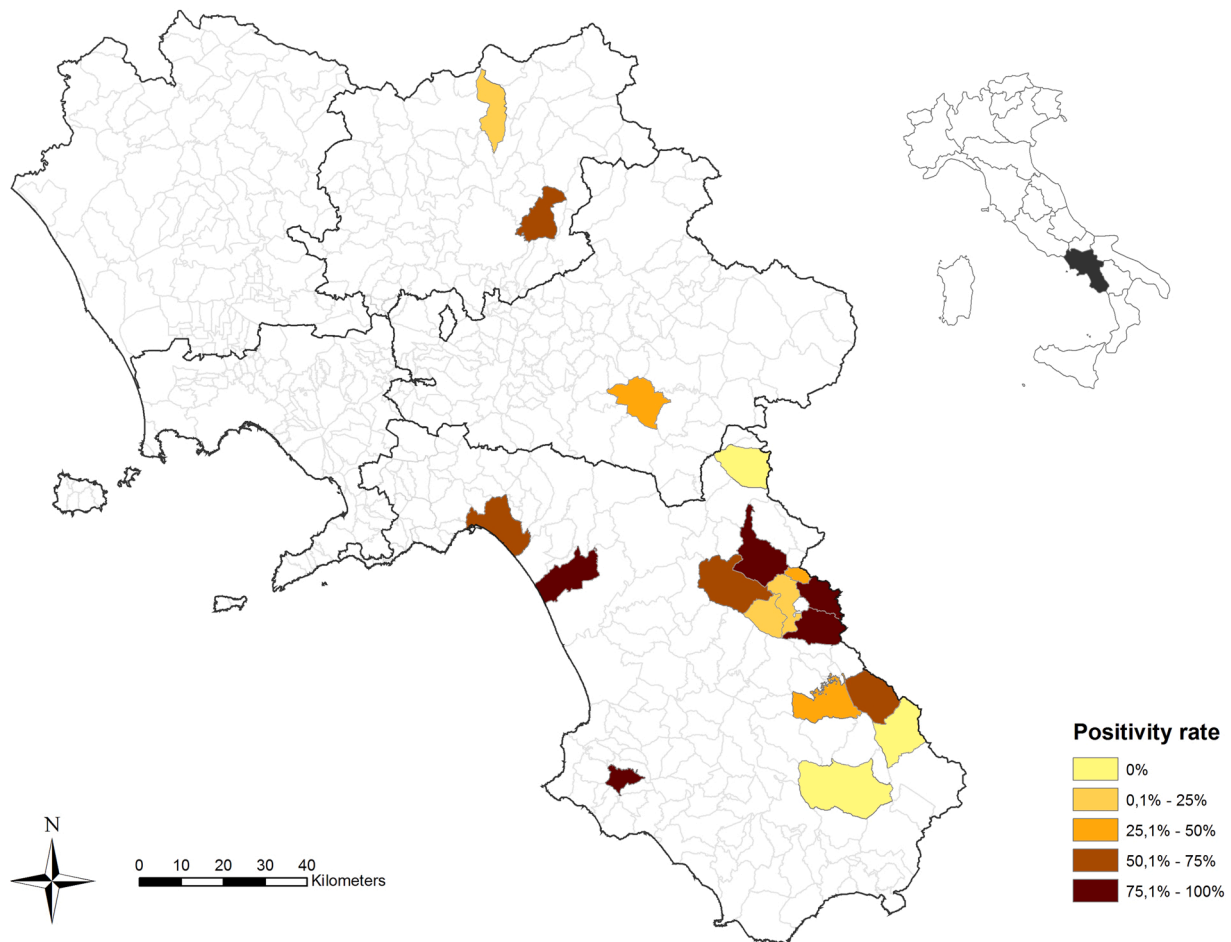 Positivity rate
0%
0,1% - 25%
25,1% - 50%
50,1% - 75%
75,1% - 100%
N
0 10 20 30 40
Kilometers